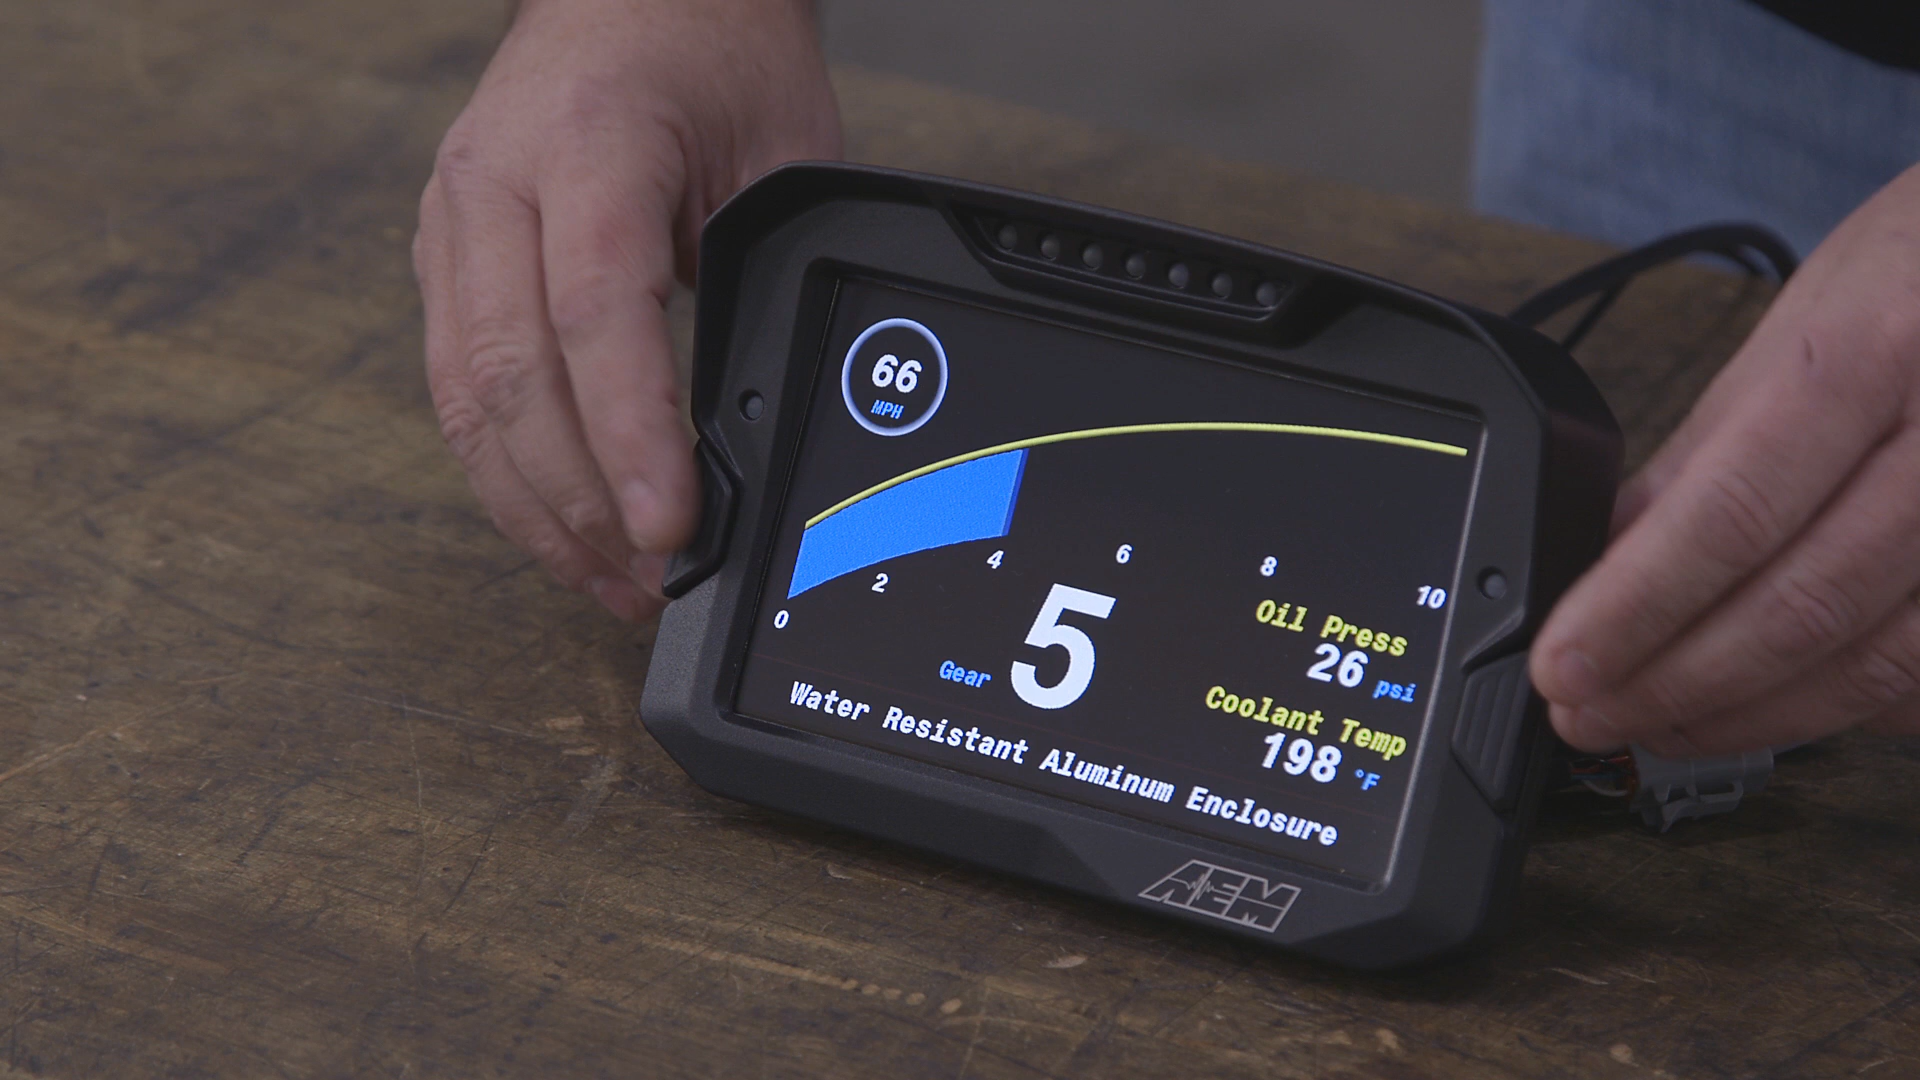 66
MPH
0 2 4 6 8 10
Gear 5
Oil Press
26 psi
Coolant Temp
198 °F
Water Resistant Aluminum Enclosure
AEM